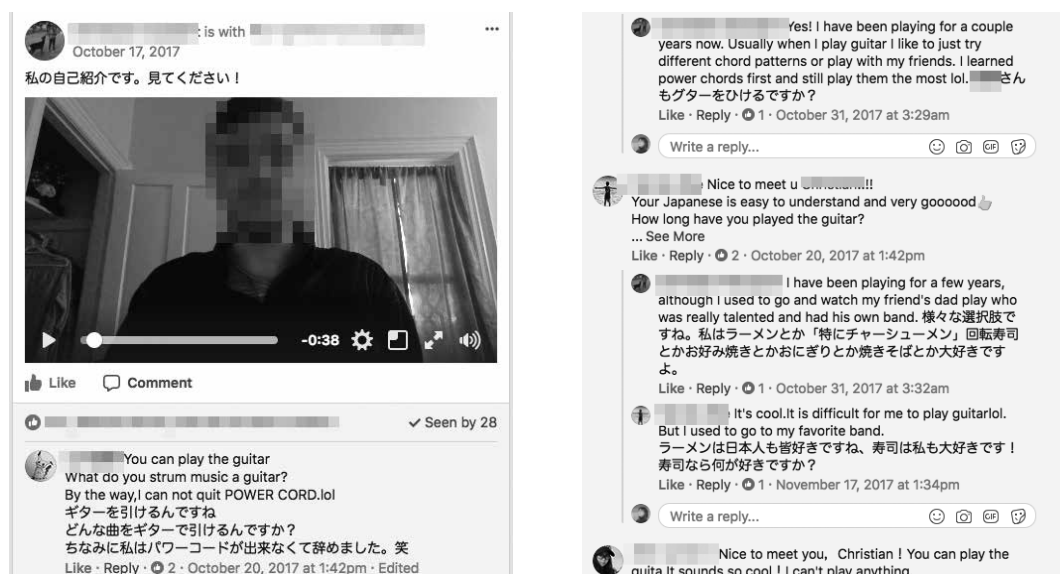 is with
October 17, 2017
私の自己紹介です。見てください！
-0:38
Like Comment
Seen by 28
You can play the guitar
What do you strum music a guitar?
By the way,I can not quit POWER CORD.lol
ギターを引けるんですね
どんな曲をギターで引けるんですか？
ちなみに私はパワーコードが出来なくて辞めました。笑
Like · Reply · 2 · October 20, 2017 at 1:42pm · Edited
Yes! I have been playing for a couple
years now. Usually when I play guitar I like to just try
different chord patterns or play with my friends. I learned
power chords first and still play them the most lol. さん
もグターをひけるですか？
Like · Reply · 1 · October 31, 2017 at 3:29am
Write a reply...
GIF
Nice to meet u Christian..!!
Your Japanese is easy to understand and very goooood
How long have you played the guitar?
... See More
Like · Reply · 2 · October 20, 2017 at 1:42pm
I have been playing for a few years,
although I used to go and watch my friend's dad play who
was really talented and had his own band. 様々な選択肢で
すね。私はラーメンとか「特にチャーシューメン」回転寿司
とかお好み焼きとかおにぎりとか焼きそばとか大好きです
よ。
Like · Reply · 1 · October 31, 2017 at 3:32am
It's cool.It is difficult for me to play guitarlol.
But I used to go to my favorite band.
ラーメンは日本人も皆好きですね、寿司は私も大好きです！
寿司なら何が好きですか？
Like · Reply · 1 · November 17, 2017 at 1:34pm
Write a reply...
GIF
Nice to meet you, Christian ! You can play the
guita.It sounds so cool ! I can't play anything